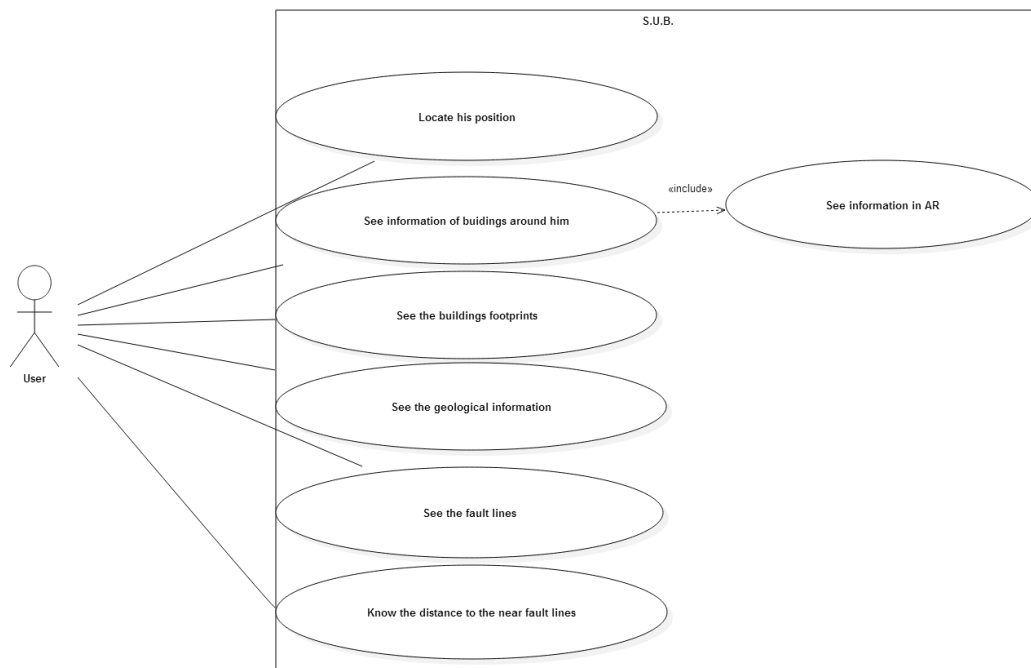 S.U.B.
Locate his position
«include»
See information of buidings around him
See information in AR
See the buildings footprints
User
See the geological information
See the fault lines
Know the distance to the near fault lines